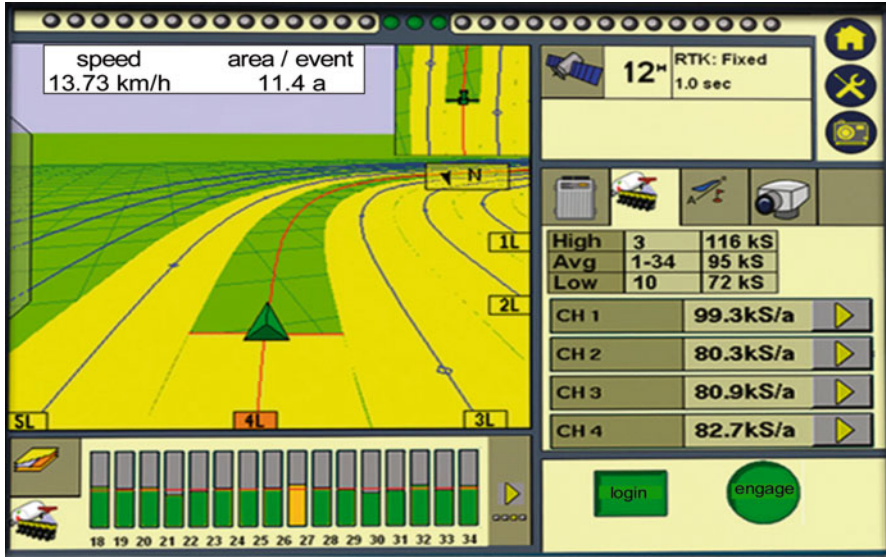 speed area / event
13.73 km/h 11.4 a
12
RTK: Fixed
1.0 sec
N
1L
2L
5L 4L 3L
High 3 116 kS
Avg 1-34 95 kS
Low 10 72 kS
CH 1 99.3kS/a
CH 2 80.3kS/a
CH 3 80.9kS/a
CH 4 82.7kS/a
18 19 20 21 22 23 24 25 26 27 28 29 30 31 32 33 34
login engage